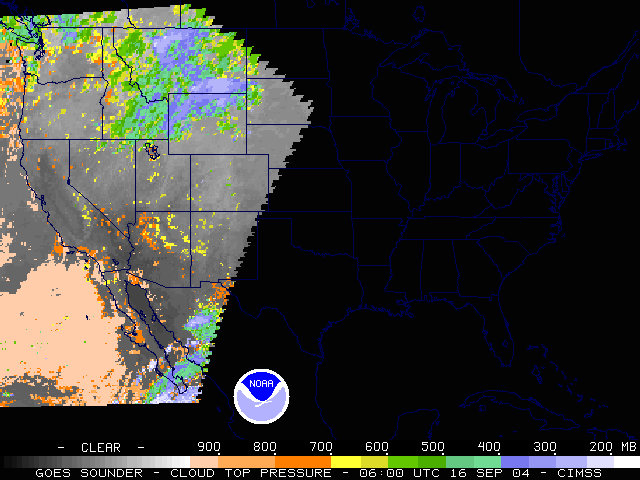 NOAA
- CLEAR - 900 800 700 600 500 400 300 200 MB
GOES SOUNDER - CLOUD TOP PRESSURE - 06:00 UTC 16 SEP 04 - CIMSS